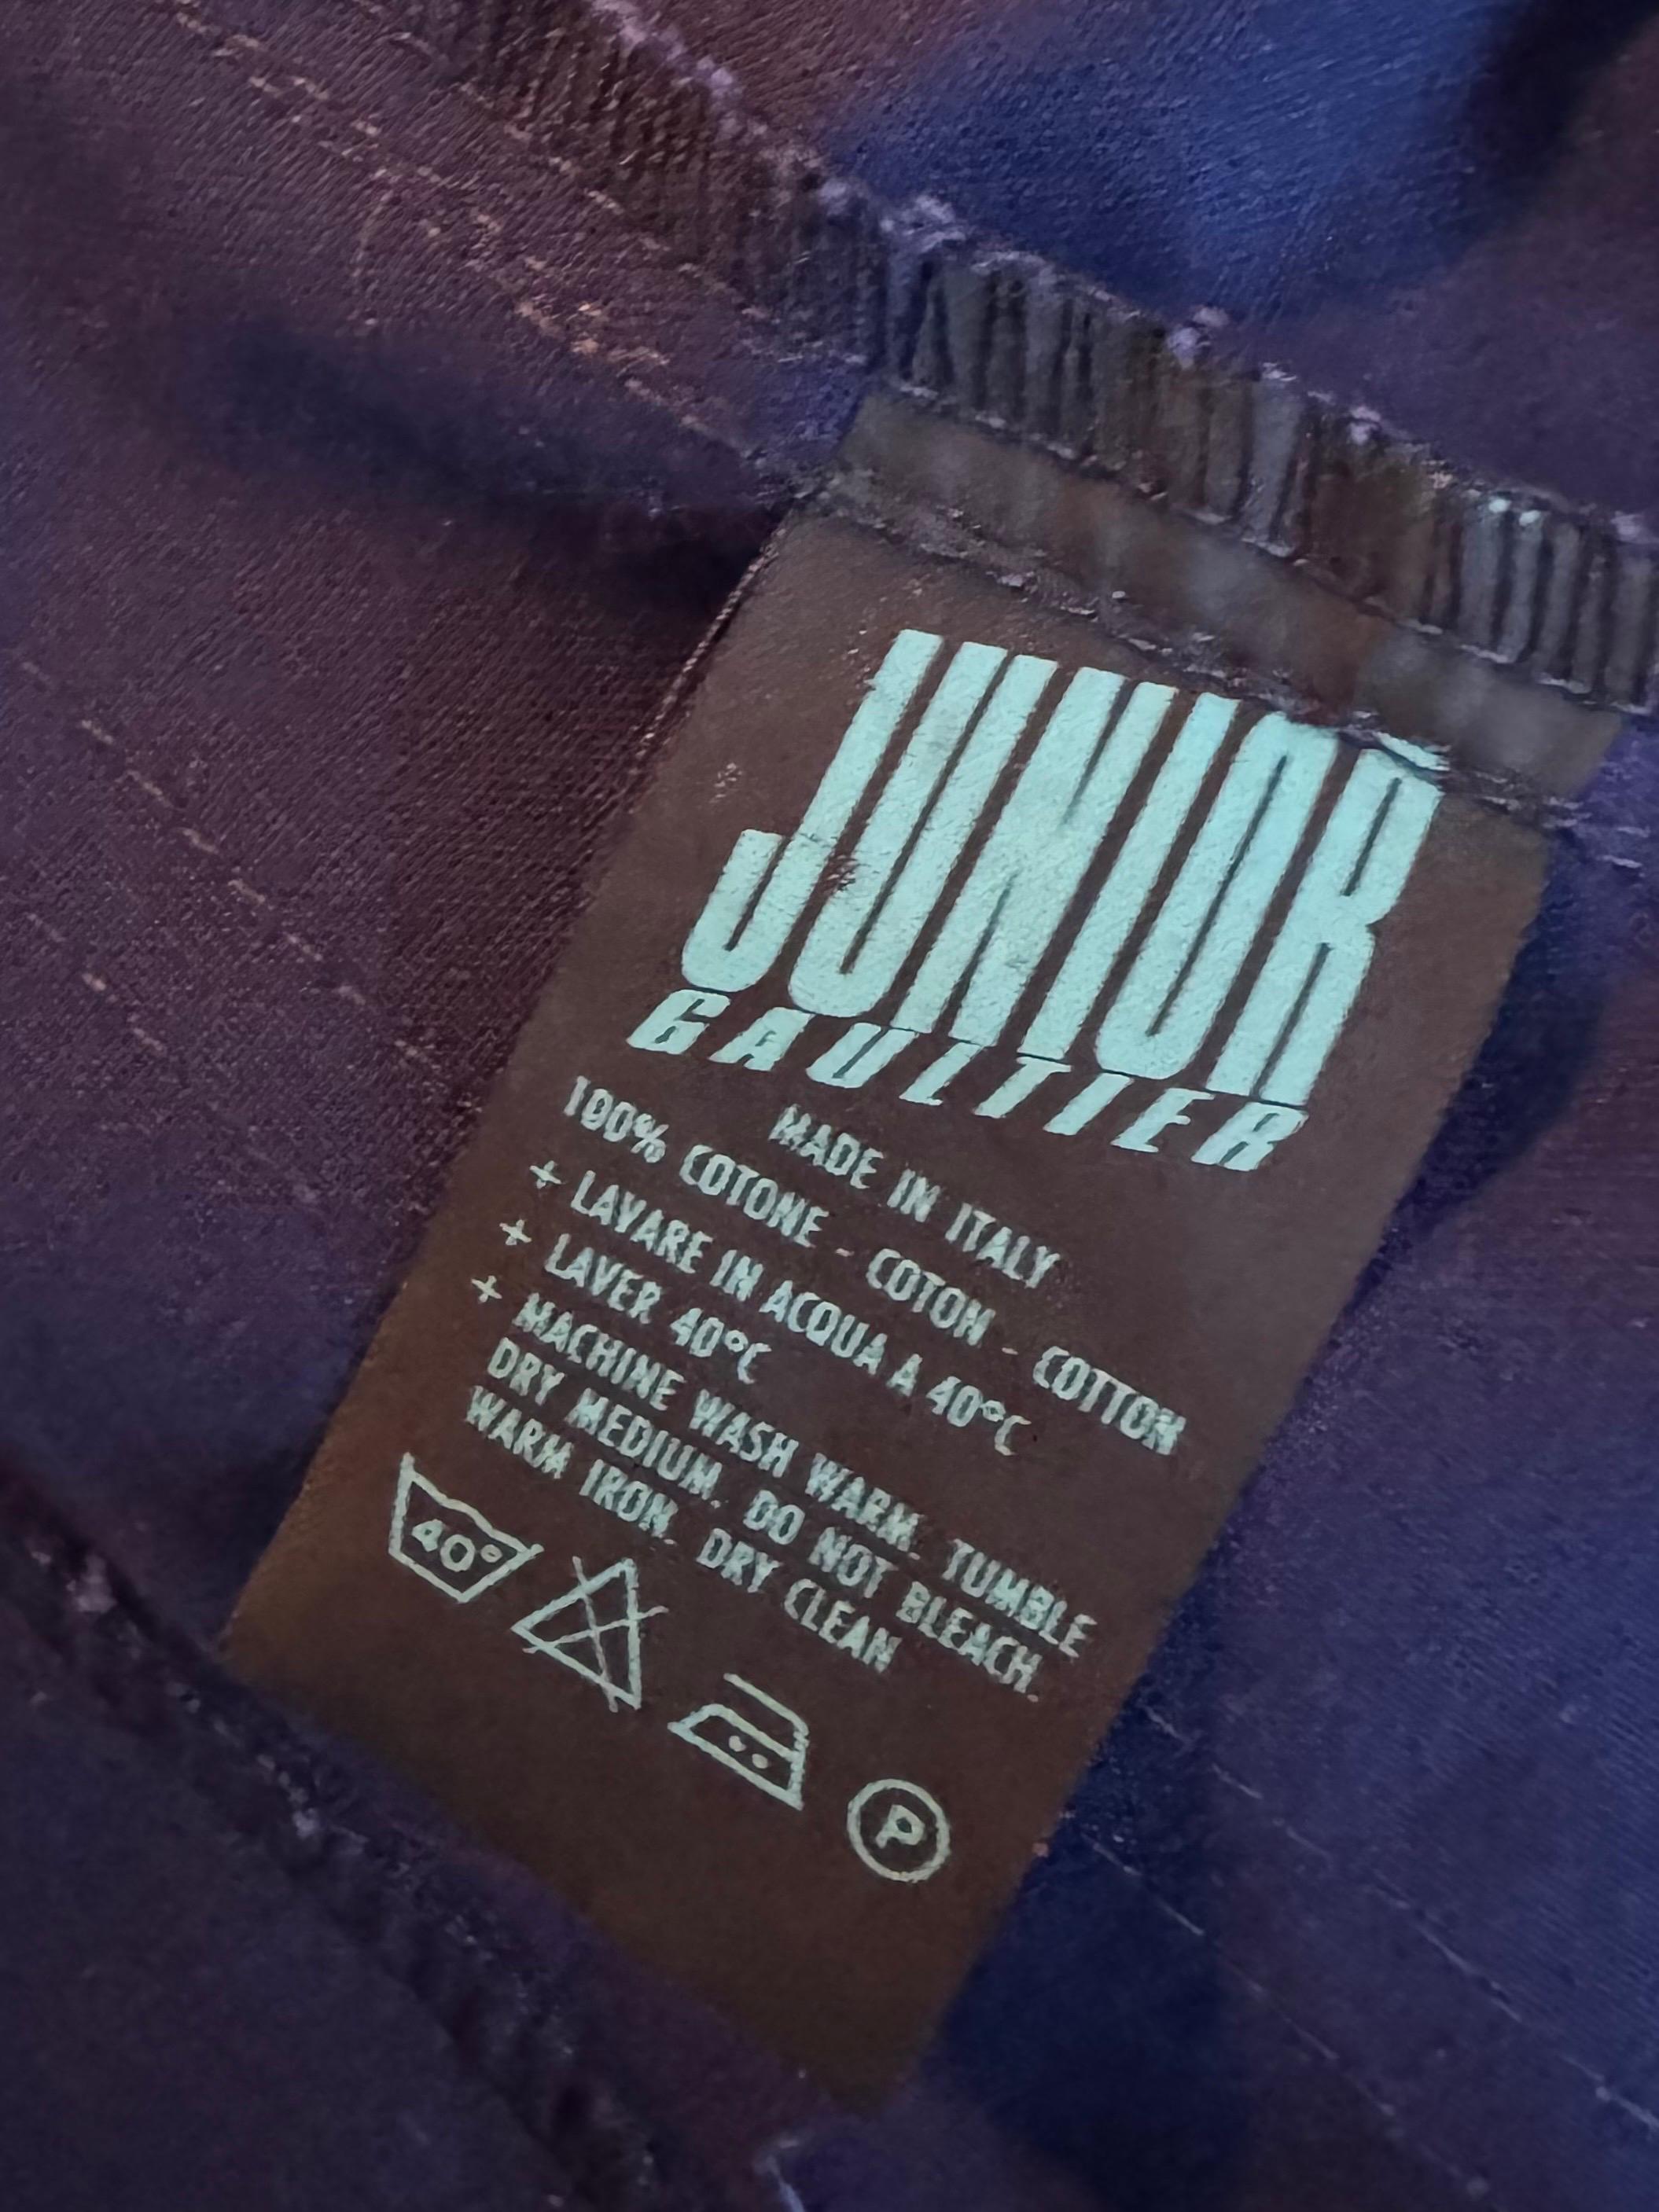 JUNIOR
GAULTIER
MADE IN ITALY
100% COTONE - COTON - COTTON
+ LAVARE IN ACQUA A 40°C
+ LAVER 40°C
+ MACHINE WASH WARM. TUMBLE
DRY MEDIUM. DO NOT BLEACH.
WARM IRON. DRY CLEAN
40°
P